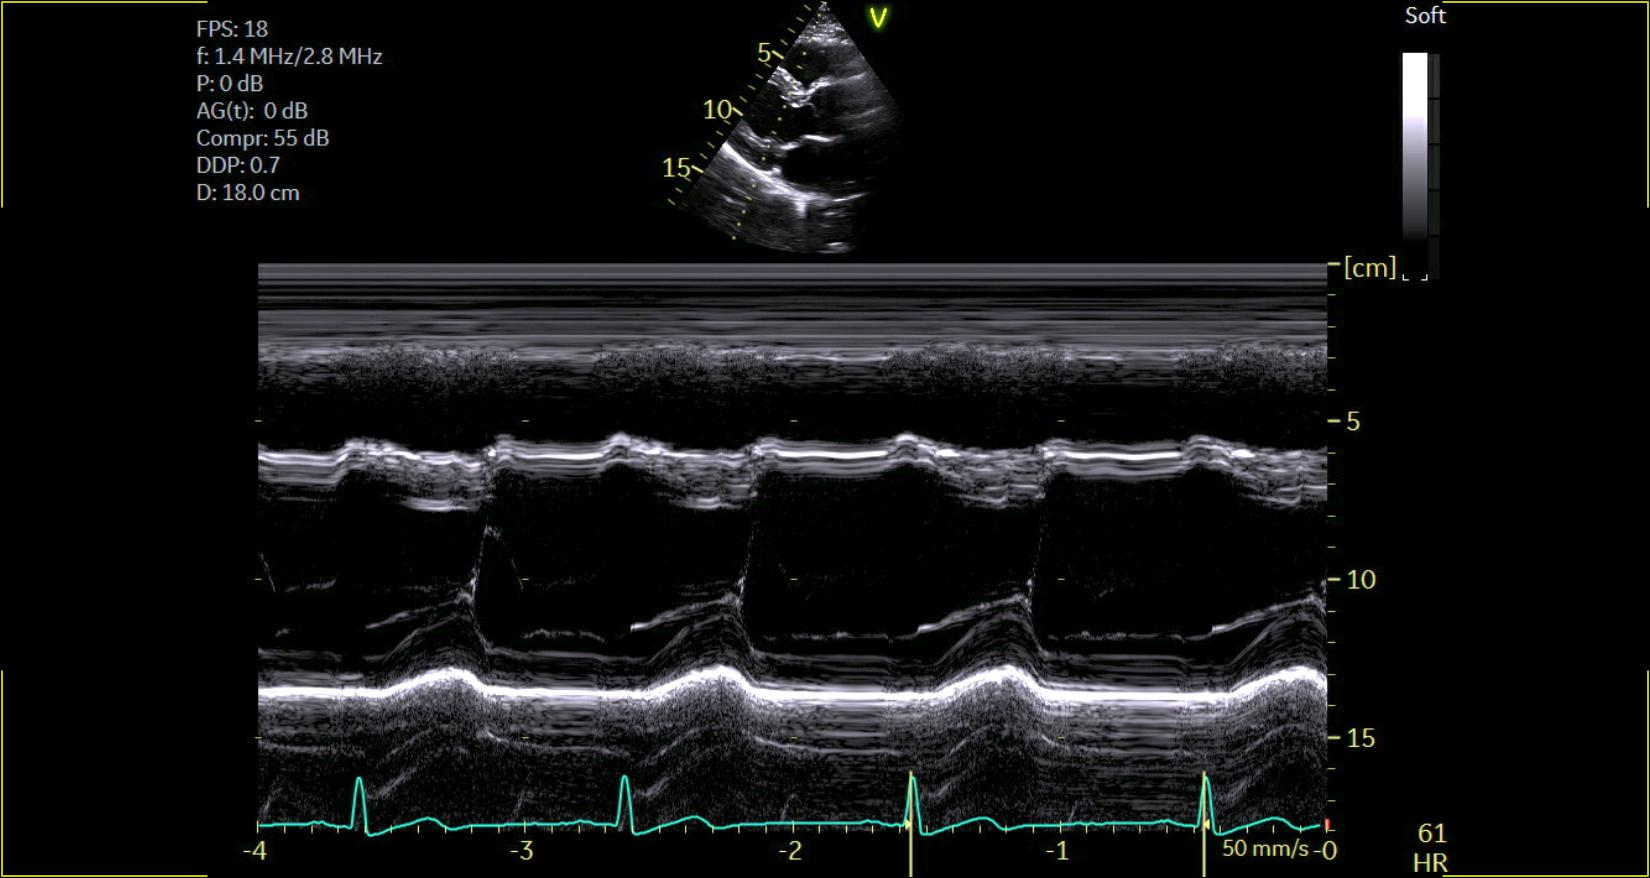 FPS: 18
f: 1.4 MHz/2.8 MHz
P: 0 dB
AG(t): 0 dB
Compr: 55 dB
DDP: 0.7
D: 18.0 cm
V
Soft
5
10
15
[cm]
5
10
15
61
HR
-4
-3
-2
-1
50 mm/s
-0